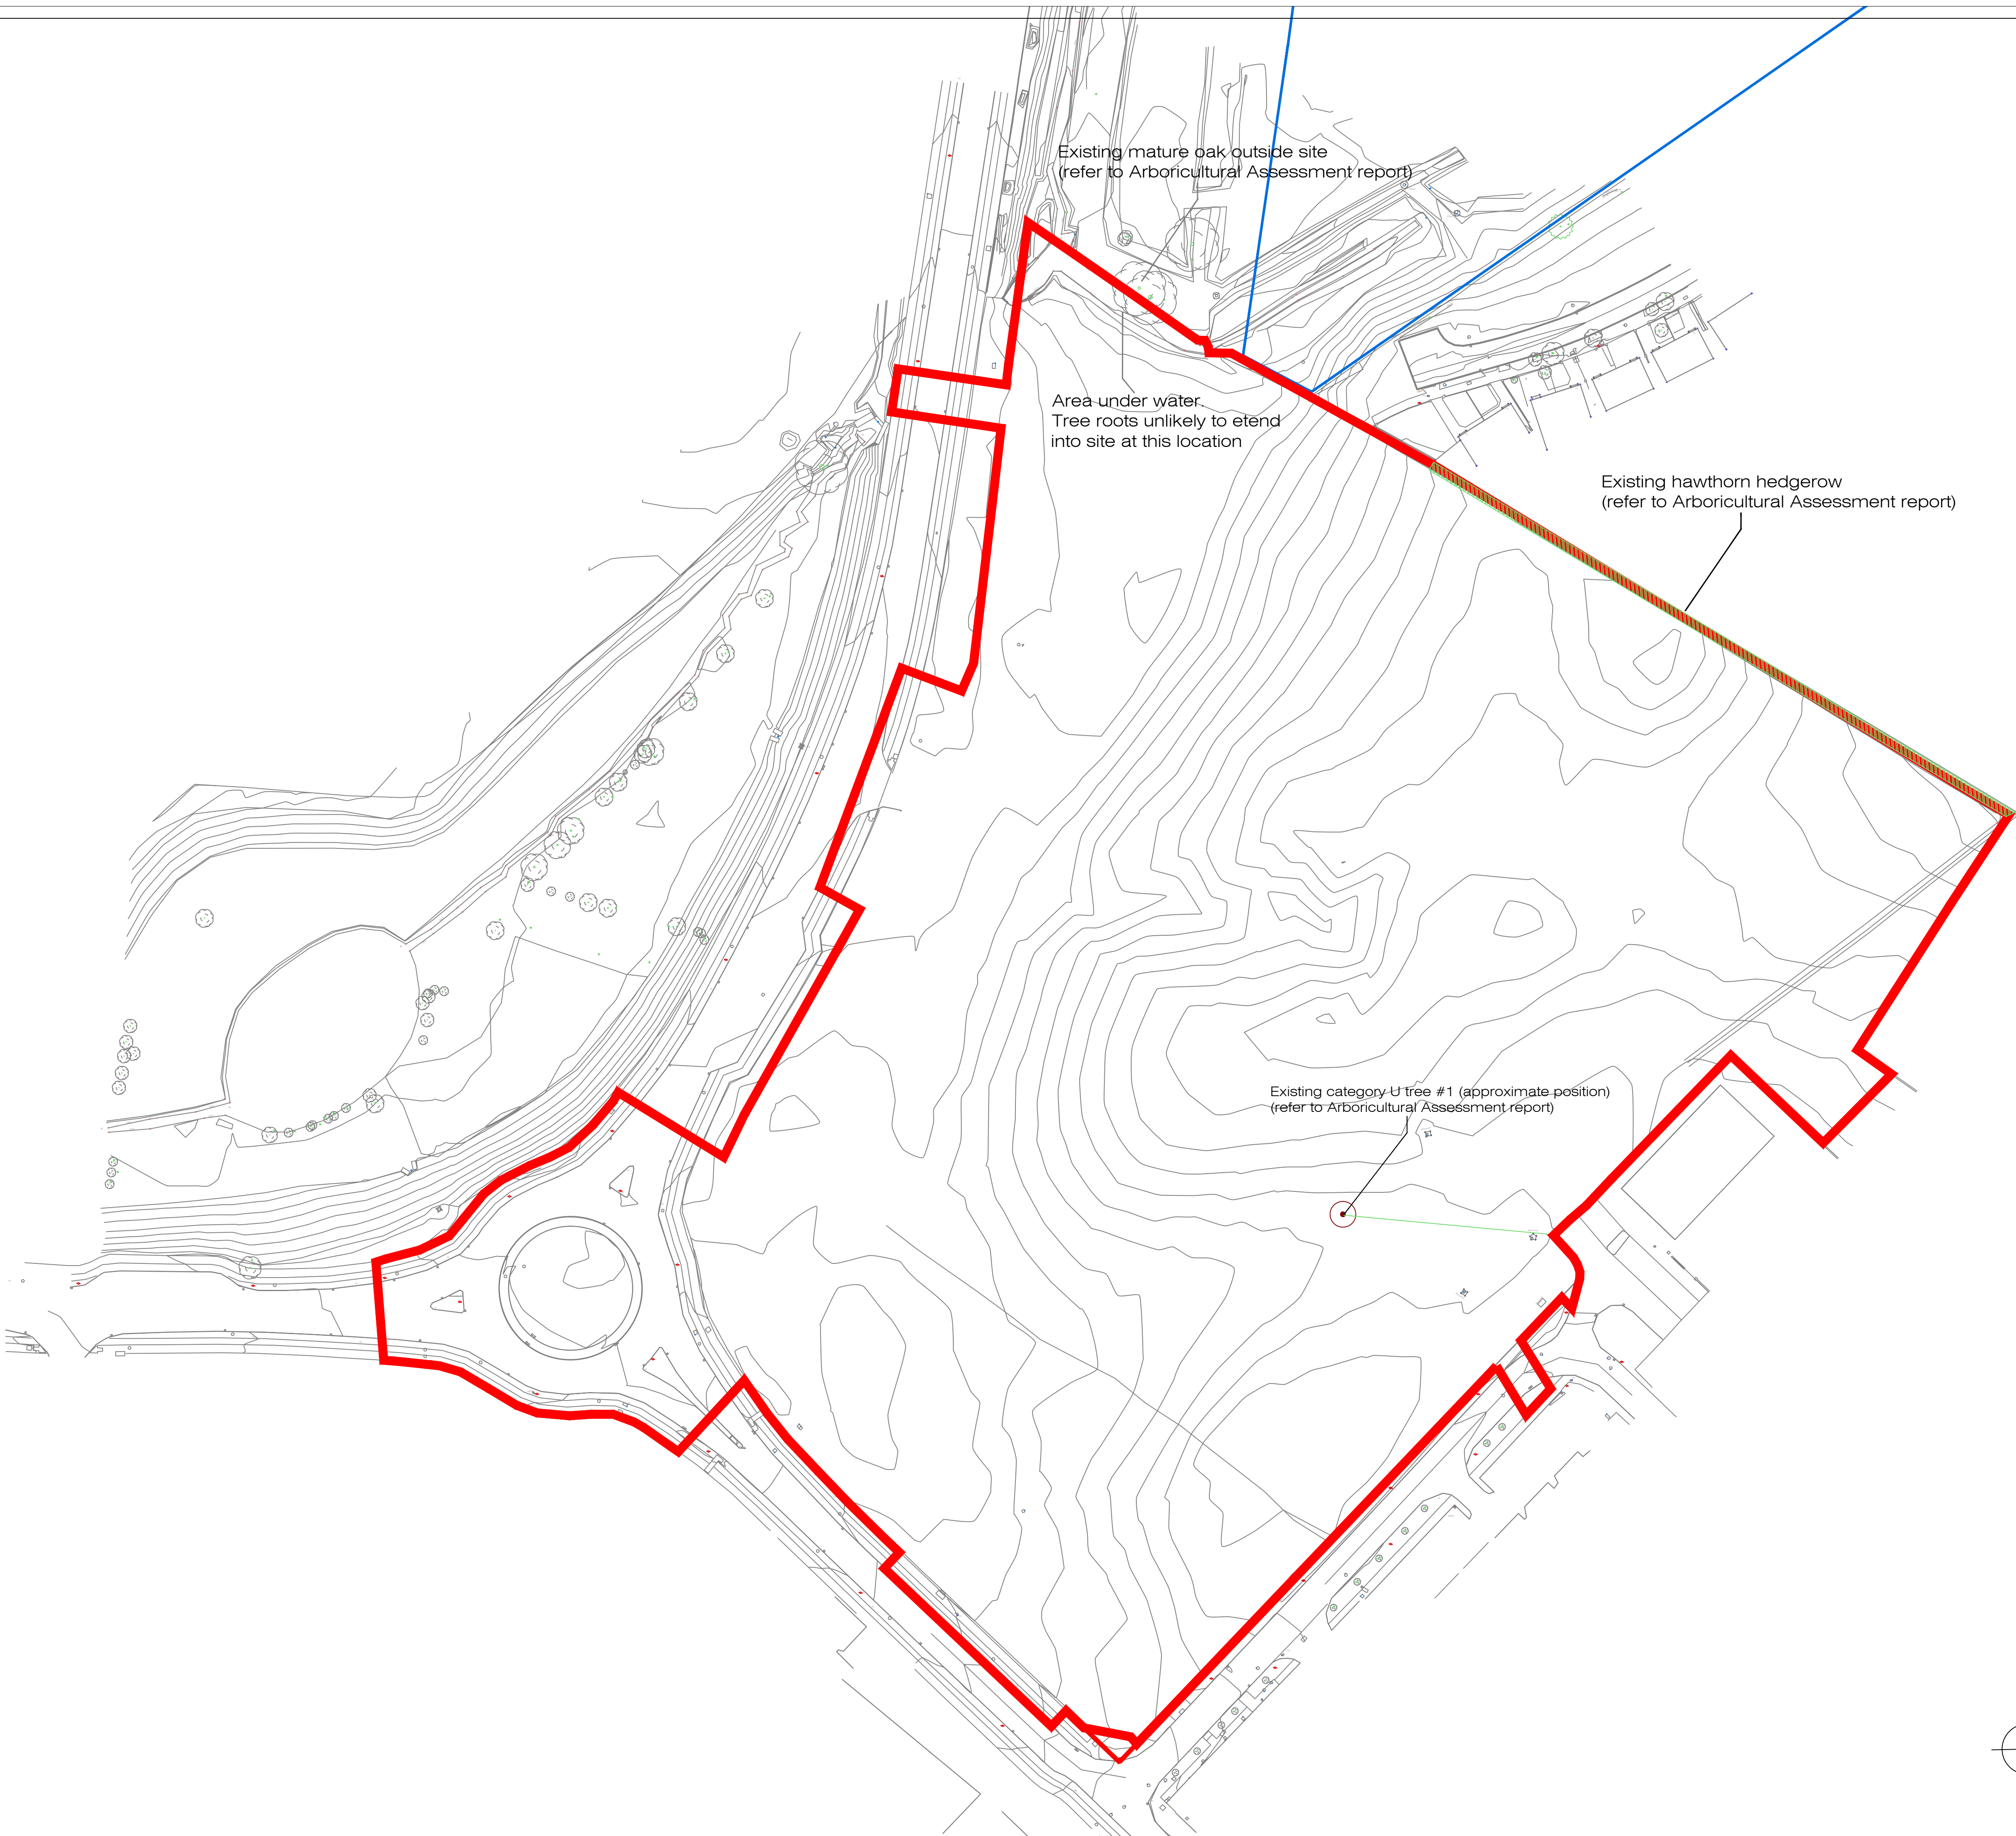 Existing mature oak outside site
(refer to Arboricultural Assessment report)
Area under water.
Tree roots unlikely to etend
into site at this location
Existing hawthorn hedgerow
(refer to Arboricultural Assessment report)
Existing category U tree #1 (approximate position)
(refer to Arboricultural Assessment report)